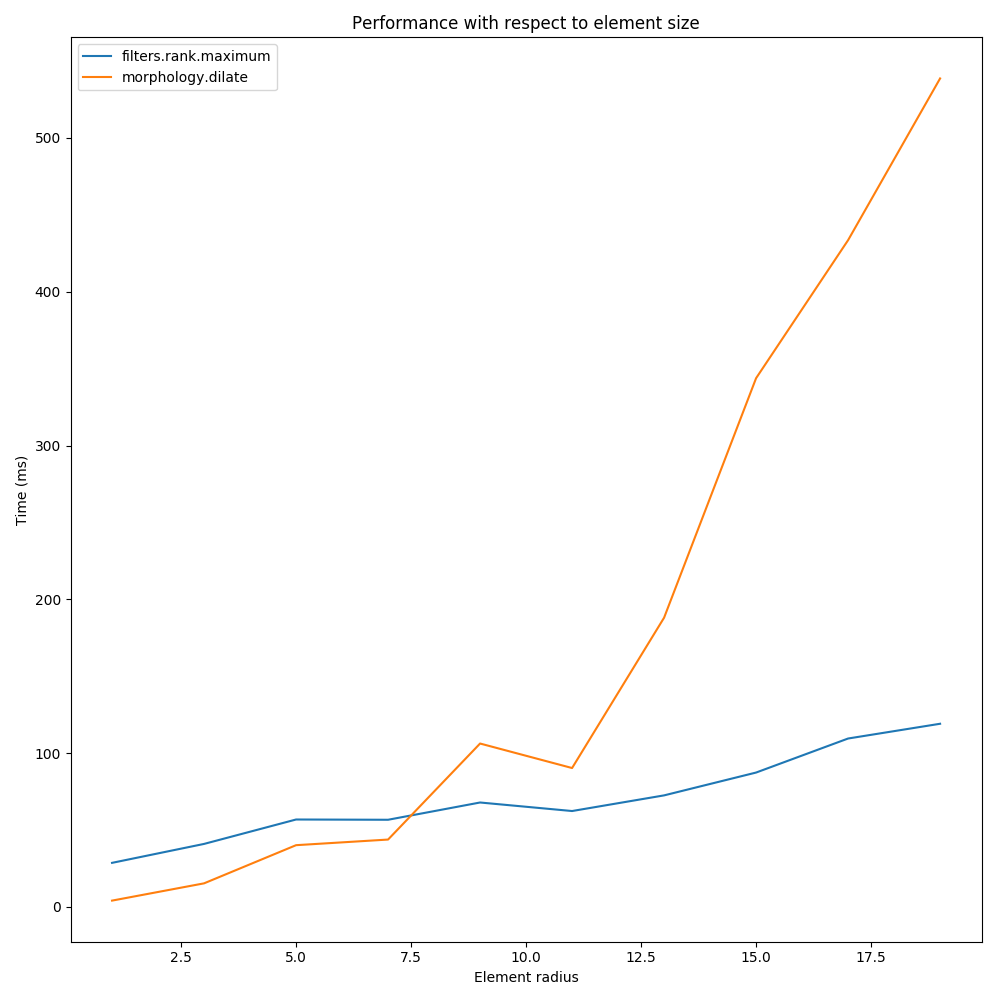 Performance with respect to element size
filters.rank.maximum
morphology.dilate
500
400
300
200
100
0
Time (ms)
2.5
5.0
7.5
10.0
12.5
15.0
17.5
Element radius